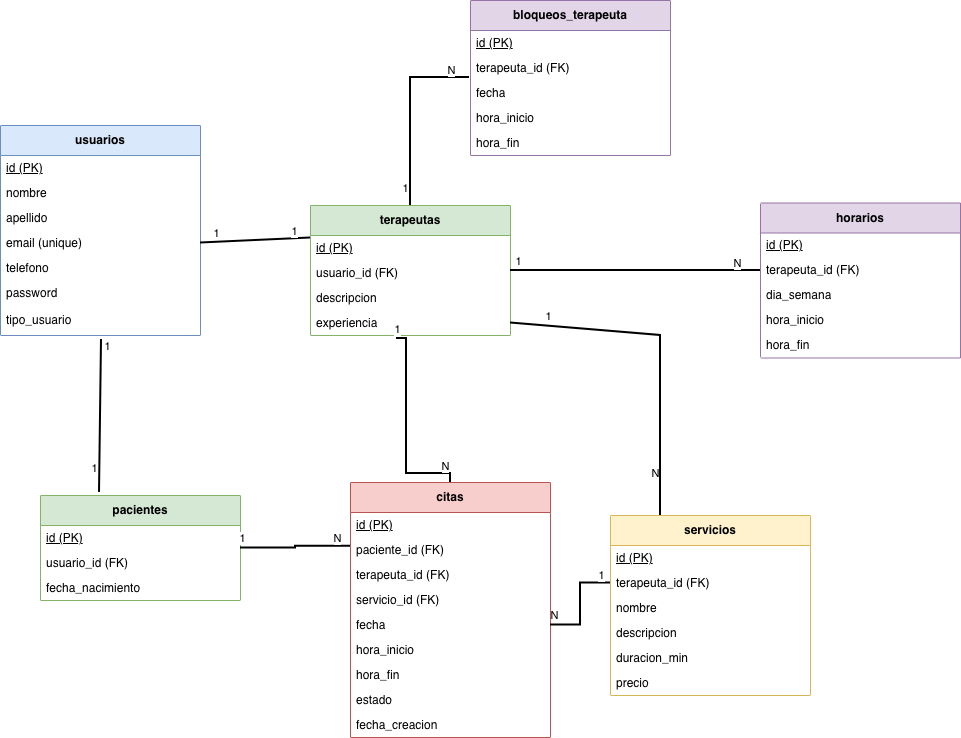 bloqueos_terapeuta
id (PK)
terapeuta_id (FK)
fecha
hora_inicio
hora_fin
N
1
usuarios
id (PK)
nombre
apellido
email (unique)
telefono
password
tipo_usuario
1
1
terapeutas
id (PK)
usuario_id (FK)
descripcion
experiencia
1
N
horarios
id (PK)
terapeuta_id (FK)
dia_semana
hora_inicio
hora_fin
1
N
1
N
1
1
pacientes
id (PK)
usuario_id (FK)
fecha_nacimiento
1
N
citas
id (PK)
paciente_id (FK)
terapeuta_id (FK)
servicio_id (FK)
fecha
hora_inicio
hora_fin
estado
fecha_creacion
N
1
servicios
id (PK)
terapeuta_id (FK)
nombre
descripcion
duracion_min
precio